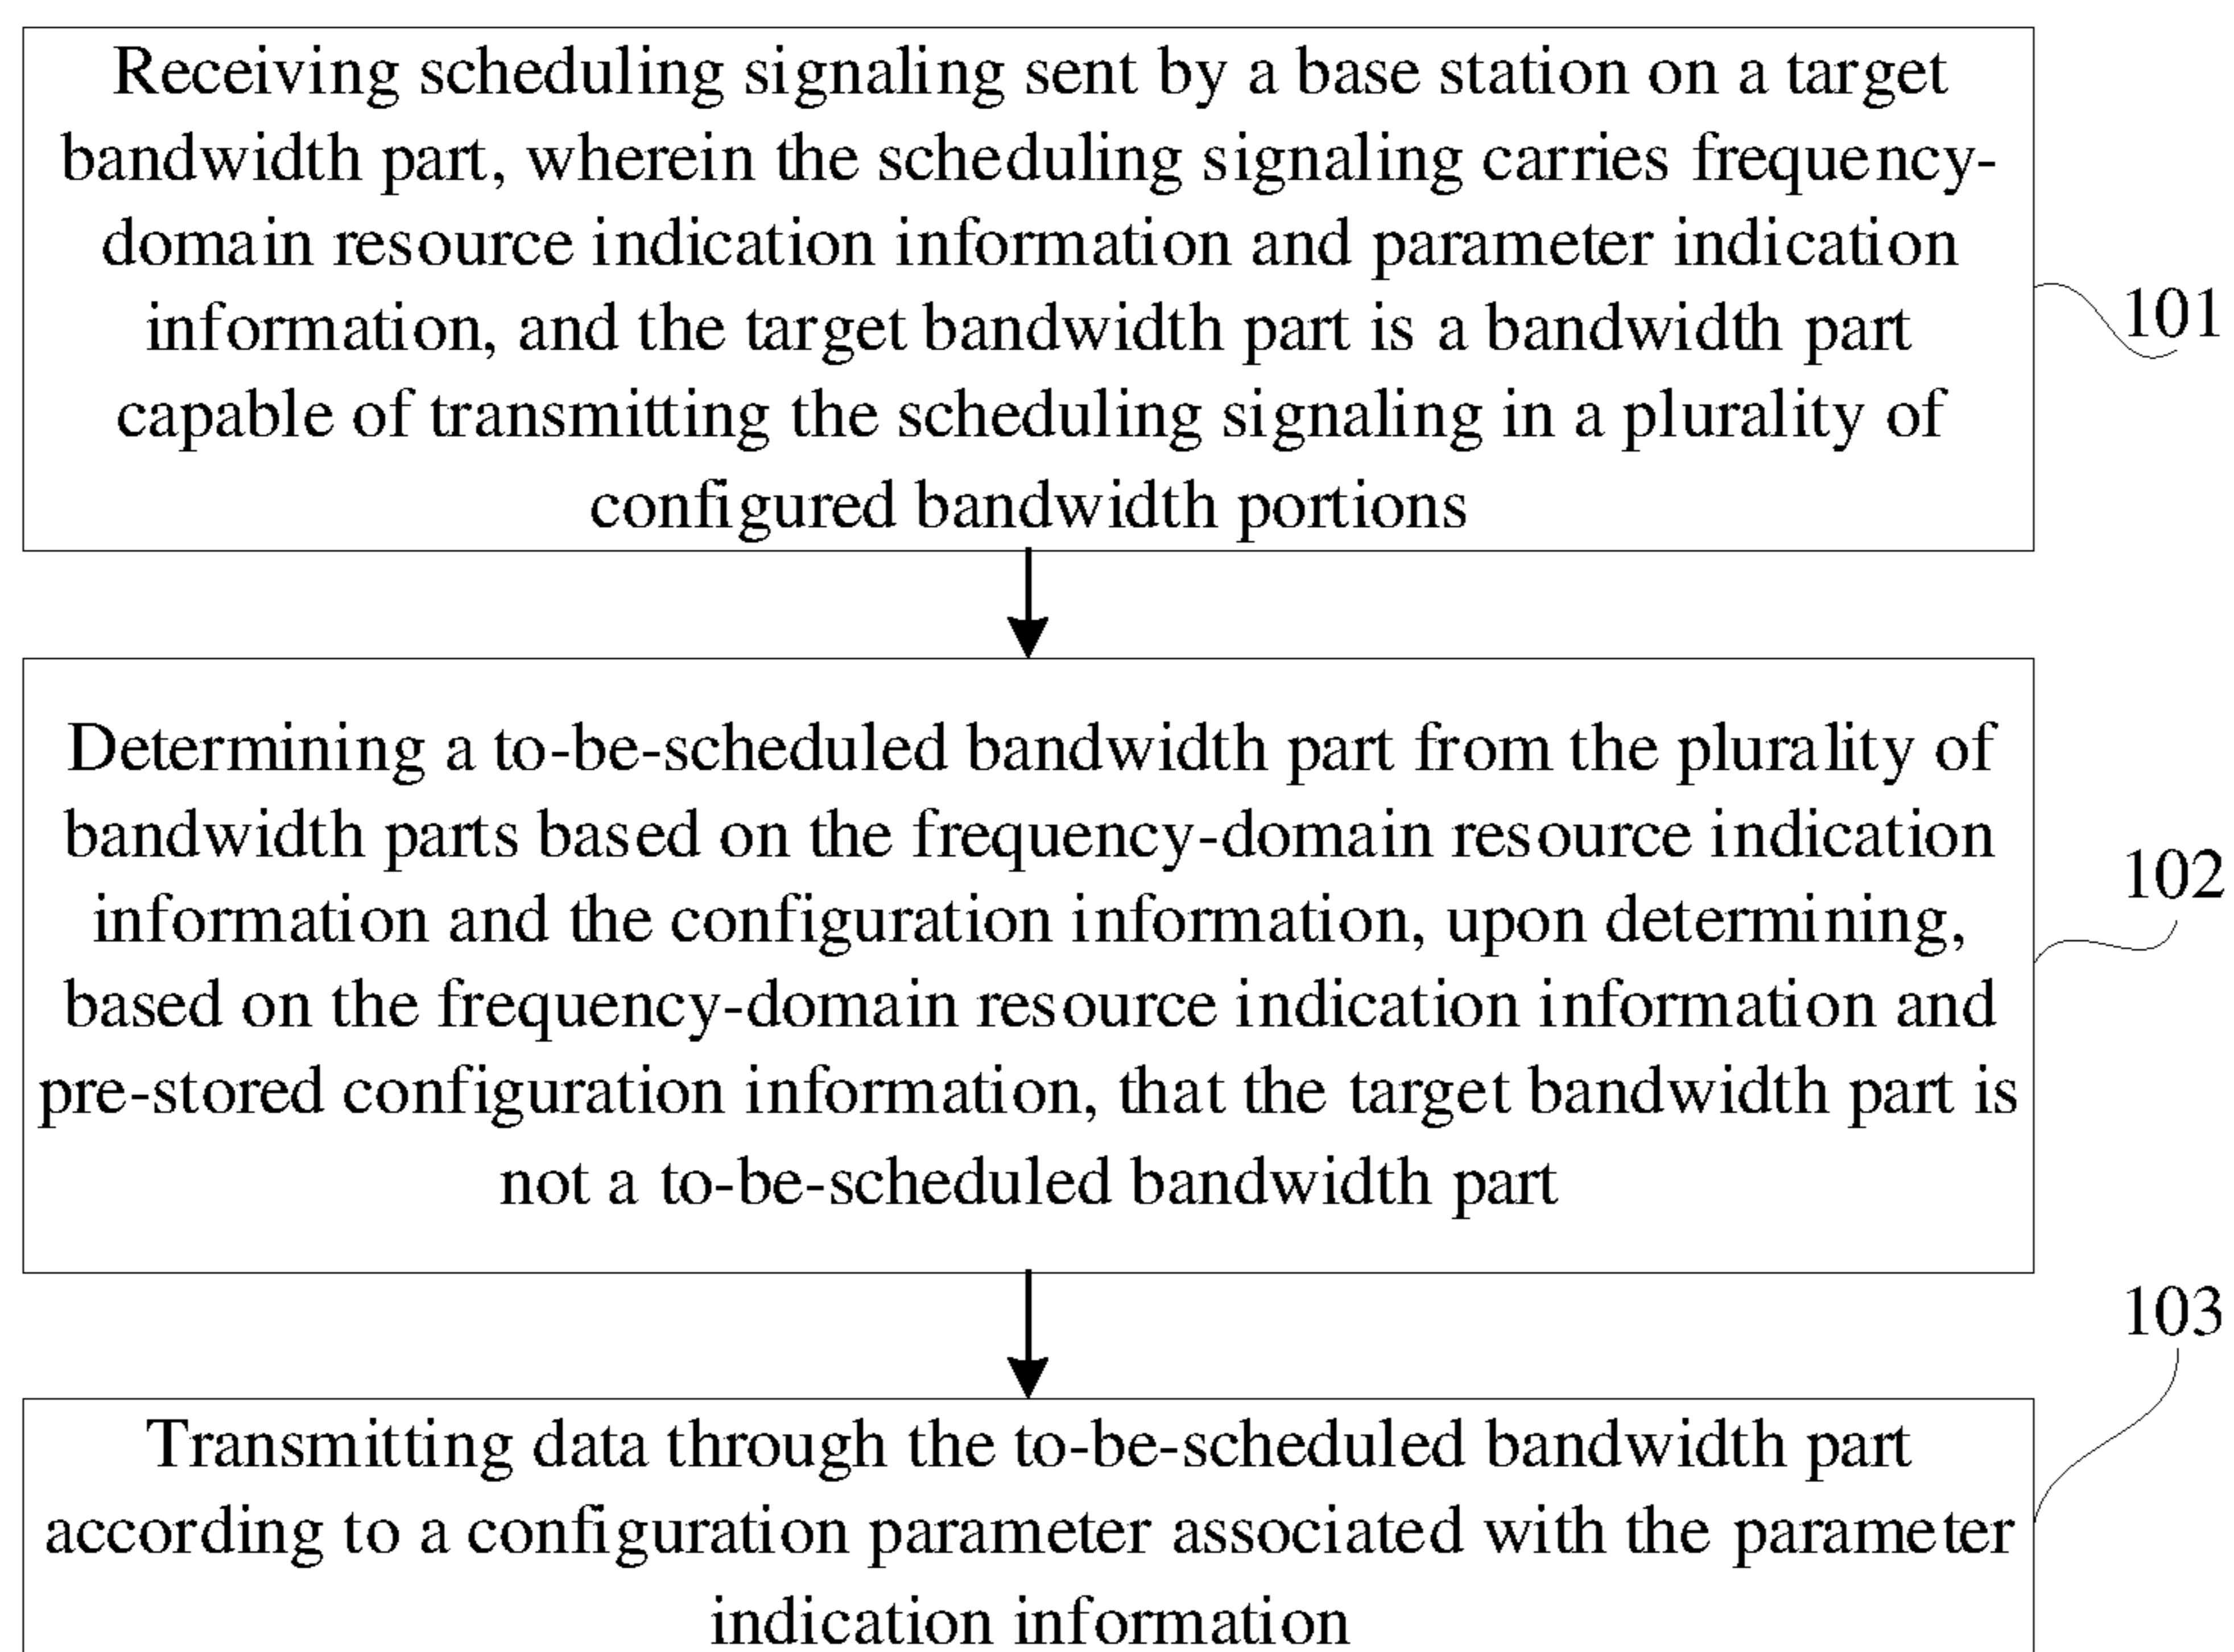 Receiving scheduling signaling sent by a base station on a target
bandwidth part, wherein the scheduling signaling carries frequency-
domain resource indication information and parameter indication
information, and the target bandwidth part is a bandwidth part
capable of transmitting the scheduling signaling in a plurality of
configured bandwidth portions
101
Determining a to-be-scheduled bandwidth part from the plurality of
bandwidth parts based on the frequency-domain resource indication
information and the configuration information, upon determining,
based on the frequency-domain resource indication information and
pre-stored configuration information, that the target bandwidth part is
not a to-be-scheduled bandwidth part
102
103
Transmitting data through the to-be-scheduled bandwidth part
according to a configuration parameter associated with the parameter
indication information